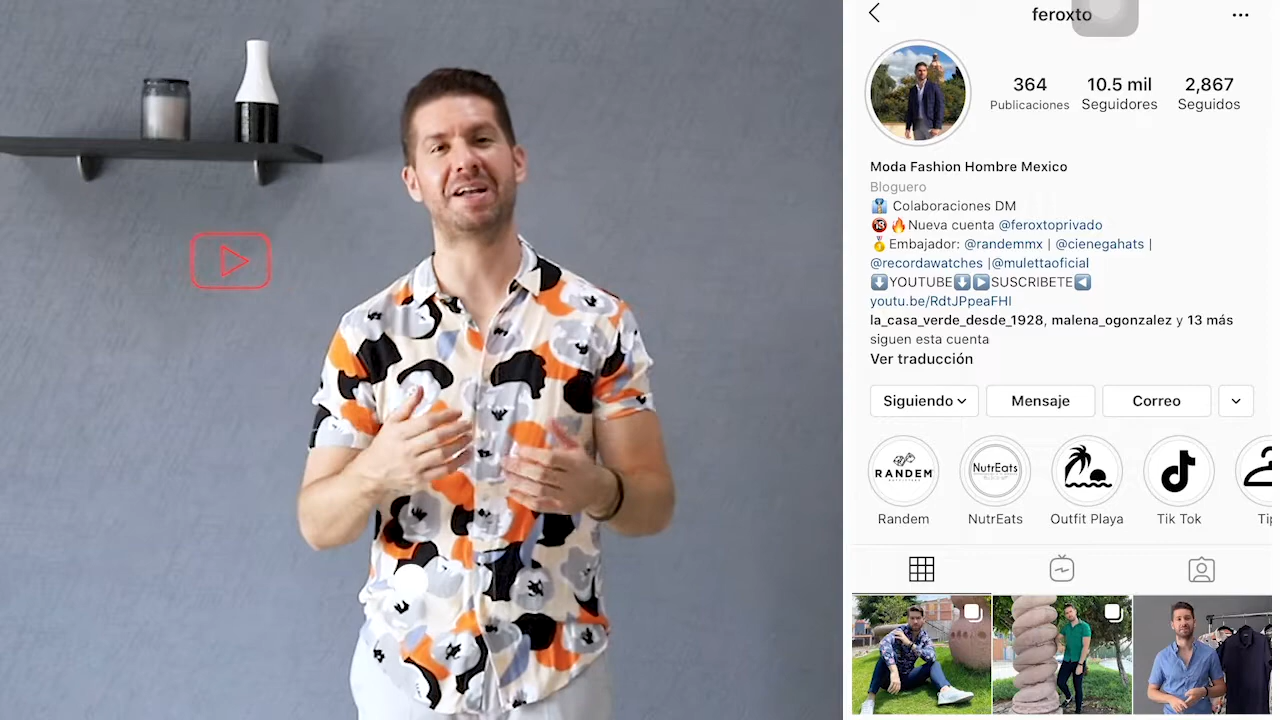 feroxto
364
10.5 mil
2,867
Publicaciones
Seguidores
Seguidos
Moda Fashion Hombre Mexico
Bloguero
Colaboraciones DM
Nueva cuenta @feroxtoprivado
Embajador: @randemmx | @cienegahats |
@recordawatches |@mulettaoficial
YOUTUBE SUSCRIBETE
youtu.be/RdtJPpeaFHI
la_casa_verde_desde_1928, malena_ogonzalez y 13 más
siguen esta cuenta
Ver traducción
Siguiendo
Mensaje
Correo
RANDEM
NutrEats
Randem
NutrEats
Outfit Playa
Tik Tok
Tip